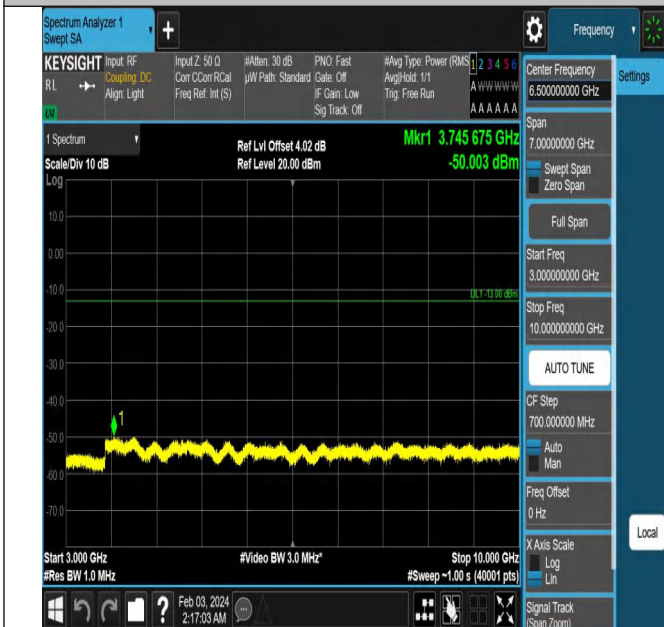 Spectrum Analyzer 1
Swept SA
+
Frequency
KEYSIGHT
RL
Input: RF
Coupling: DC
Align: Light
Input Z: 50 Ω
Corr CCorr RCal
Freq Ref: Int (S)
#Atten: 30 dB
µW Path: Standard
PNO: Fast
Gate: Off
IF Gain: Low
Sig Track: Off
#Avg Type: Power (RMS
Avg|Hold: 1/1
Trig: Free Run
1 2 3 4 5 6
A W W W W W
A A A A A A
Center Frequency
6.500000000 GHz
Settings
Span
7.00000000 GHz
Swept Span
Zero Span
Full Span
Start Freq
3.000000000 GHz
Stop Freq
10.000000000 GHz
AUTO TUNE
CF Step
700.000000 MHz
Auto
Man
Freq Offset
0 Hz
X Axis Scale
Log
Lin
Local
Signal Track
(Span Zoom)
1 Spectrum
Scale/Div 10 dB
Ref Lvl Offset 4.02 dB
Ref Level 20.00 dBm
Mkr1 3.745 675 GHz
-50.003 dBm
Log
10.0
0.00
-10.0
DL1 -13.00 dBm
-20.0
-30.0
-40.0
1
-50.0
-60.0
-70.0
Start 3.000 GHz
#Video BW 3.0 MHz*
Stop 10.000 GHz
#Res BW 1.0 MHz
#Sweep ~1.00 s (40001 pts)
?
Feb 03, 2024
2:17:03 AM